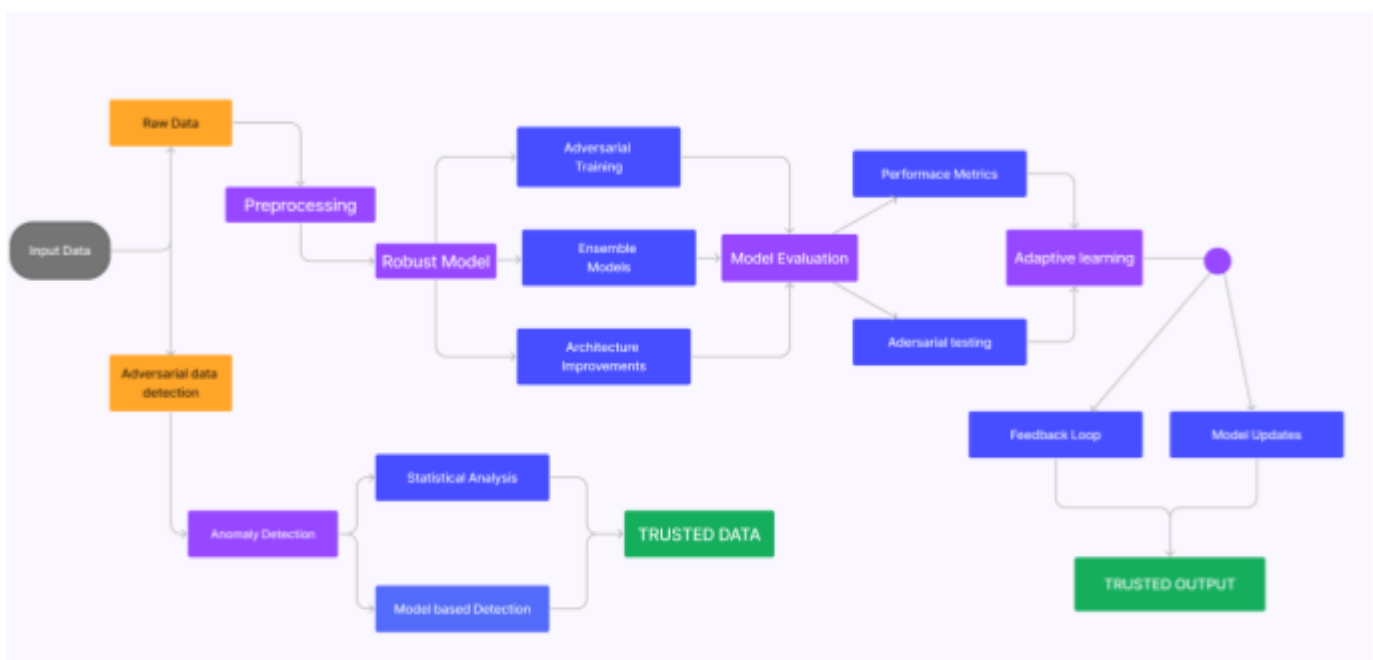 Raw Data
Preprocessing
Input Data
Robust Model
Adversarial
Training
Ensemble
Models
Architecture
Improvements
Model Evaluation
Performace Metrics
Adersarial testing
Adaptive learning
Feedback Loop
Model Updates
TRUSTED OUTPUT
Adversarial data
detection
Anomaly Detection
Statistical Analysis
Model based Detection
TRUSTED DATA